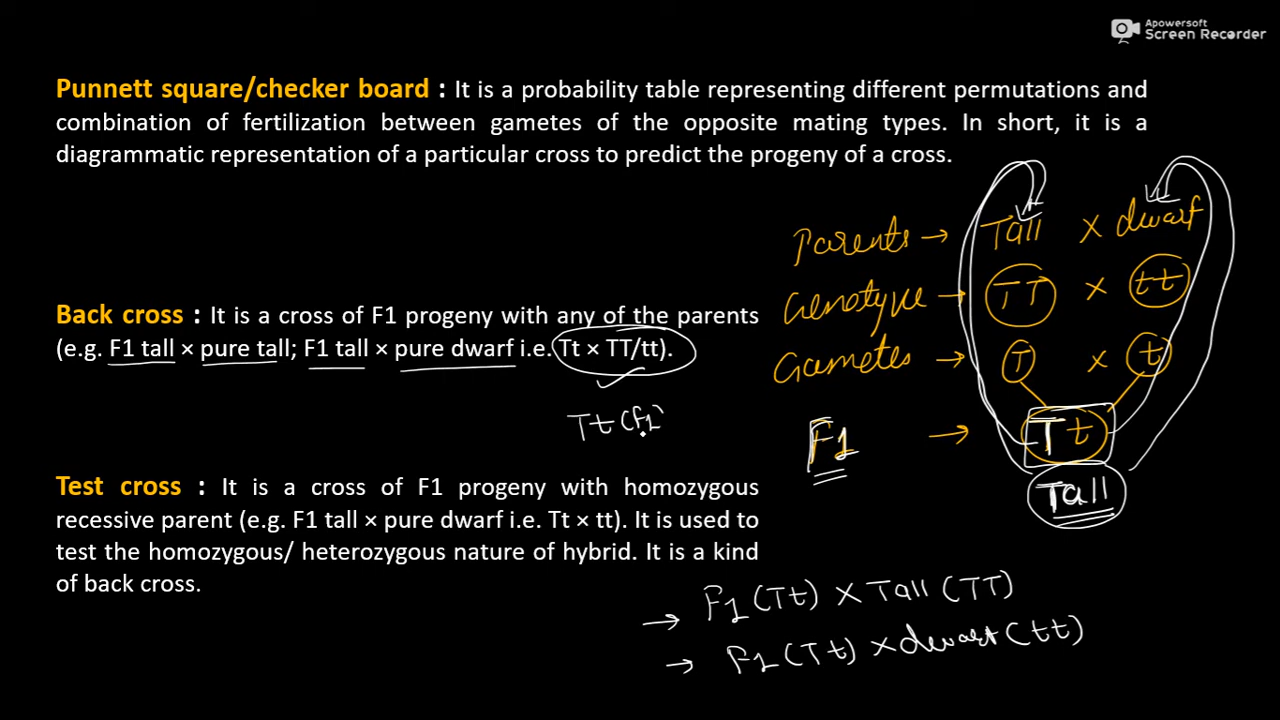 Apowersoft
Screen Recorder
Punnett square/checker board : It is a probability table representing different permutations and
combination of fertilization between gametes of the opposite mating types. In short, it is a
diagrammatic representation of a particular cross to predict the progeny of a cross.
Parents → Tall × dwarf
Genotype → TT × tt
Back cross : It is a cross of F1 progeny with any of the parents
(e.g. F1 tall × pure tall; F1 tall × pure dwarf i.e. Tt × TT/tt).
Gametes → T × t
Tt (f1)
F1 → Tt
Tall
Test cross : It is a cross of F1 progeny with homozygous
recessive parent (e.g. F1 tall × pure dwarf i.e. Tt × tt). It is used to
test the homozygous/ heterozygous nature of hybrid. It is a kind
of back cross.
→ F1 (Tt) × Tall (TT)
→ F1 (Tt) × dwarf (tt)